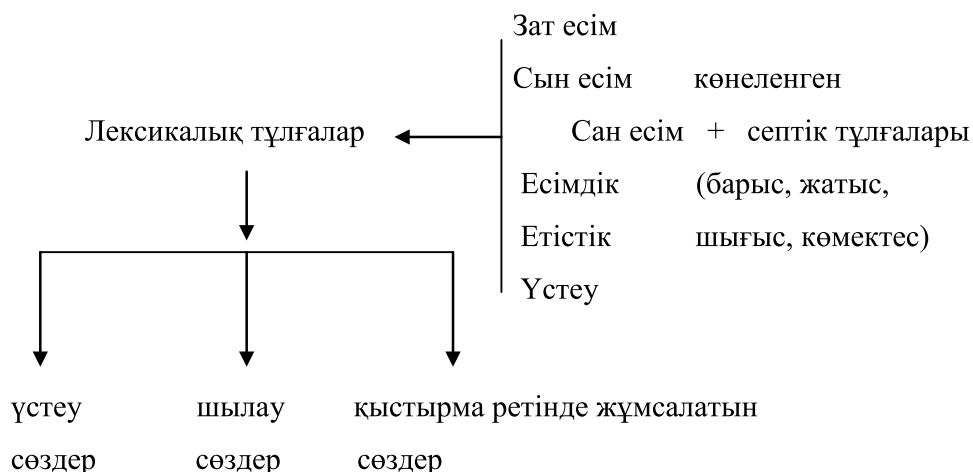 Зат есім
Сын есім көнеленген
Лексикалық тұлғалар Сан есім + септік тұлғалары
Есімдік (барыс, жатыс,
Етістік шығыс, көмектес)
Үстеу
үстеу шылау қыстырма ретінде жұмсалатын
сөздер сөздер сөздер